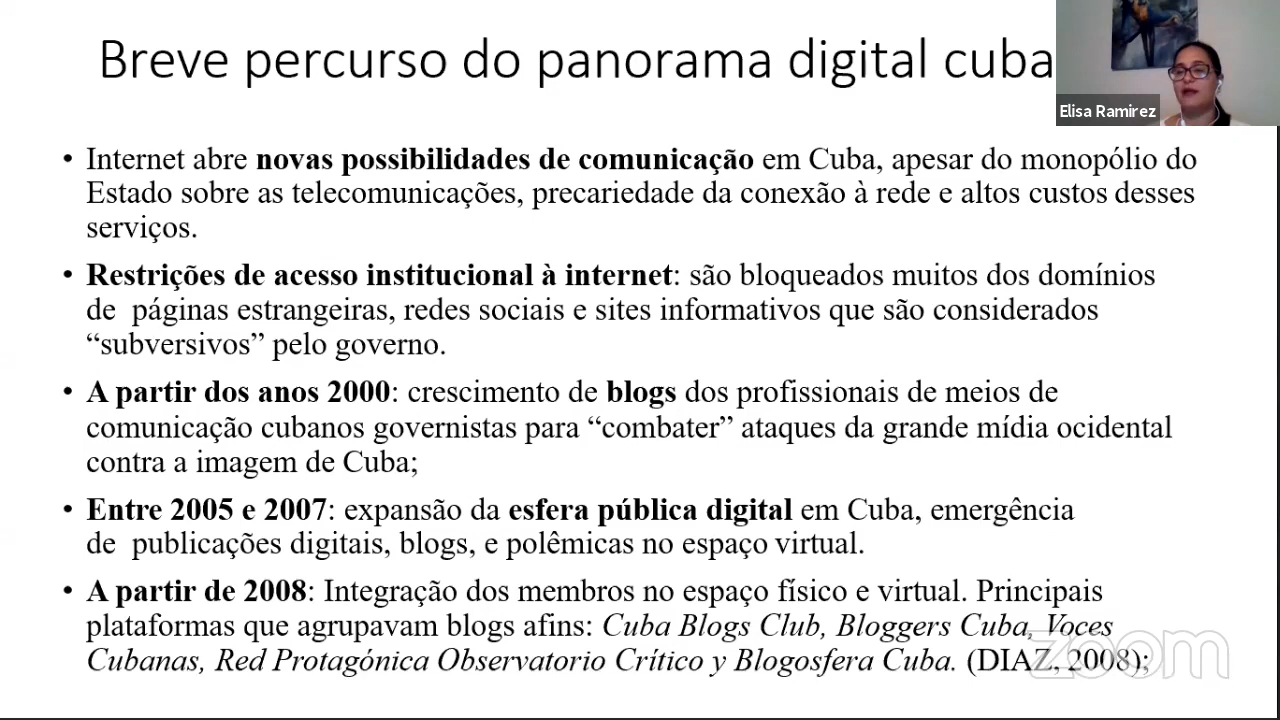 Breve percurso do panorama digital cuba
Elisa Ramirez
• Internet abre novas possibilidades de comunicação em Cuba, apesar do monopólio do
Estado sobre as telecomunicações, precariedade da conexão à rede e altos custos desses
serviços.
• Restrições de acesso institucional à internet: são bloqueados muitos dos domínios
de  páginas estrangeiras, redes sociais e sites informativos que são considerados
“subversivos” pelo governo.
• A partir dos anos 2000: crescimento de blogs dos profissionais de meios de
comunicação cubanos governistas para “combater” ataques da grande mídia ocidental
contra a imagem de Cuba;
• Entre 2005 e 2007: expansão da esfera pública digital em Cuba, emergência
de  publicações digitais, blogs, e polêmicas no espaço virtual.
• A partir de 2008: Integração dos membros no espaço físico e virtual. Principais
plataformas que agrupavam blogs afins: Cuba Blogs Club, Bloggers Cuba, Voces
Cubanas, Red Protagónica Observatorio Crítico y Blogosfera Cuba. (DIAZ, 2008);
zoom